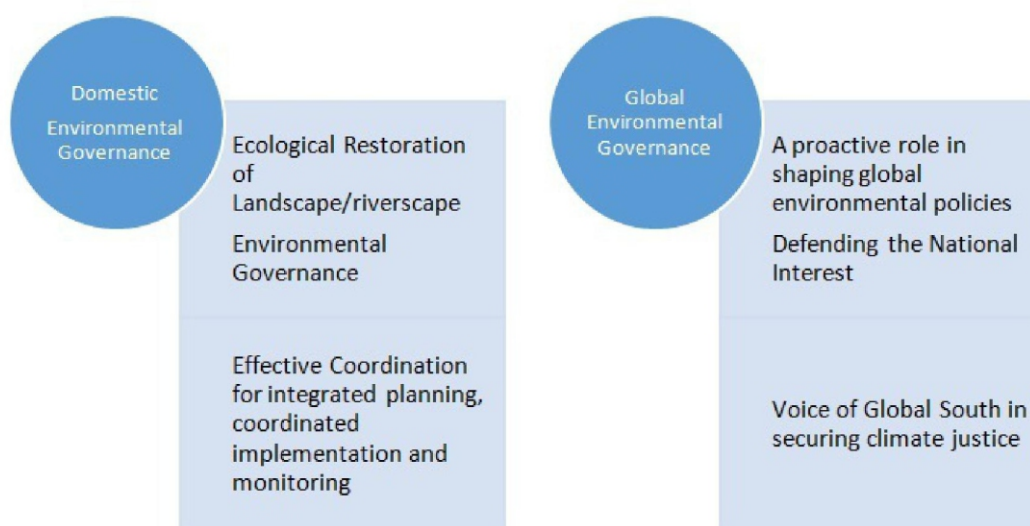 Domestic
Environmental
Governance
Ecological Restoration
of
Landscape/riverscape
Environmental
Governance
Effective Coordination
for integrated planning,
coordinated
implementation and
monitoring
Global
Environmental
Governance
A proactive role in
shaping global
environmental policies
Defending the National
Interest
Voice of Global South in
securing climate justice